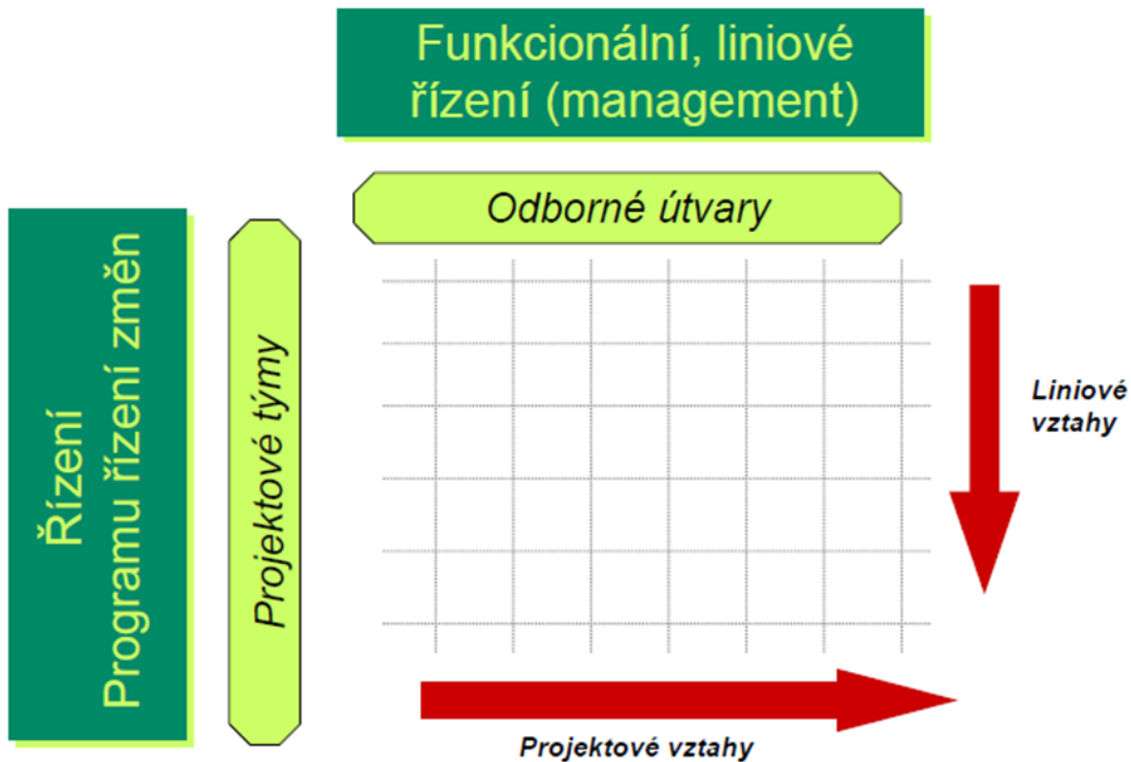 Funkcionální, liniové
řízení (management)
Odborné útvary
Řízení
Programu řízení změn
Projektové týmy
Liniové
vztahy
Projektové vztahy